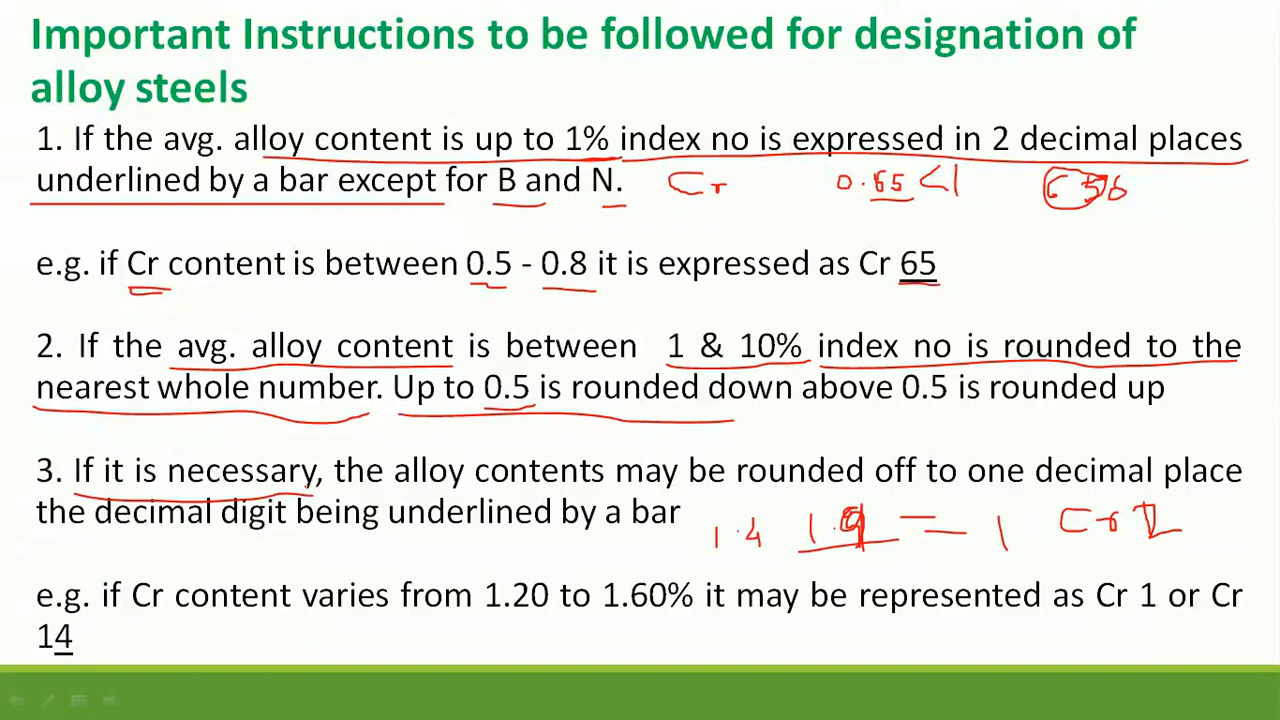 Important Instructions to be followed for designation of
alloy steels
1. If the avg. alloy content is up to 1% index no is expressed in 2 decimal places
underlined by a bar except for B and N. Cr 0.65 <1
e.g. if Cr content is between 0.5 - 0.8 it is expressed as Cr 65
2. If the avg. alloy content is between 1 & 10% index no is rounded to the
nearest whole number. Up to 0.5 is rounded down above 0.5 is rounded up
3. If it is necessary, the alloy contents may be rounded off to one decimal place
the decimal digit being underlined by a bar
1.4 = 1 Cr
e.g. if Cr content varies from 1.20 to 1.60% it may be represented as Cr 1 or Cr
14